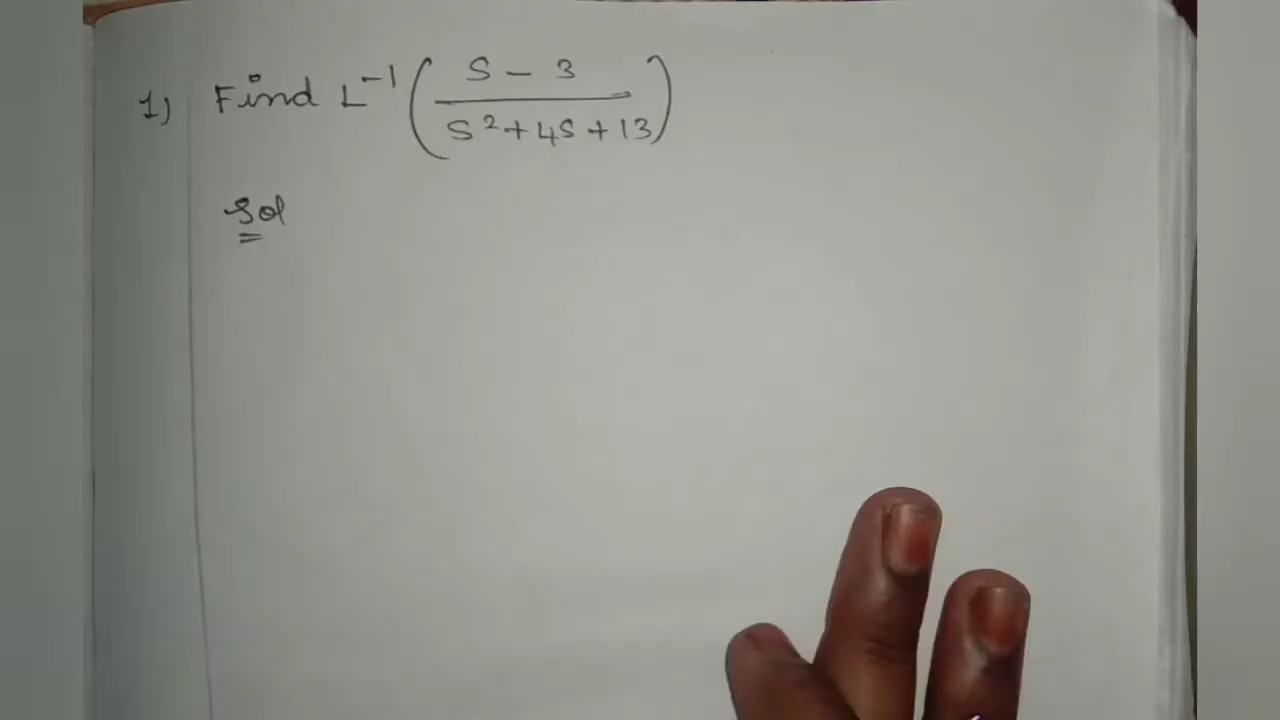 1) Find L⁻¹ ( (S - 3) / (S² + 4S + 13) )
Sol